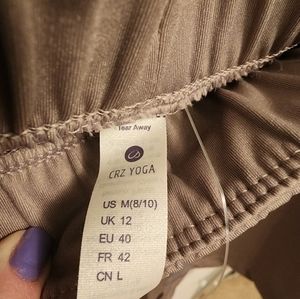 Tear Away
CRZ YOGA
US M(8/10)
UK 12
EU 40
FR 42
CN L